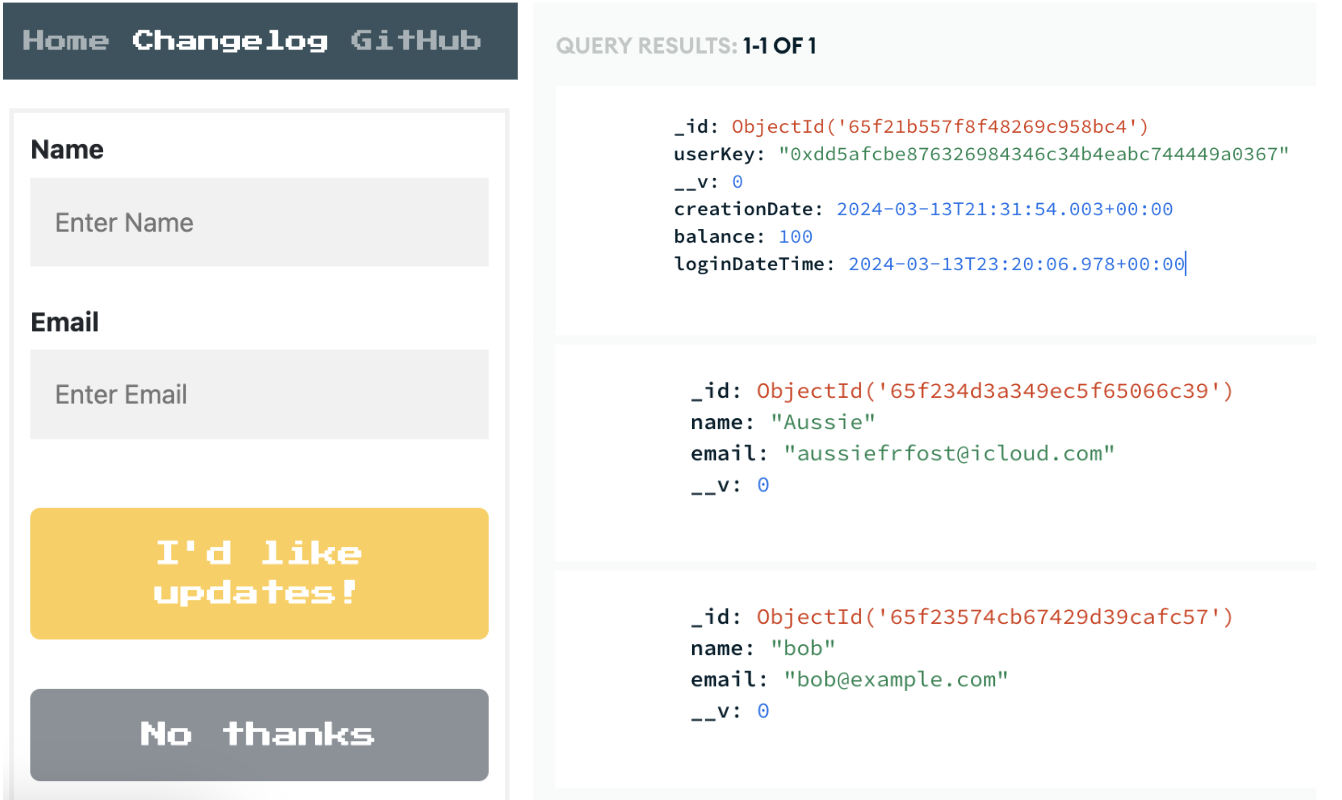 Home Changelog GitHub
Name
Enter Name
Email
Enter Email
I'd like
updates!
No thanks
QUERY RESULTS: 1-1 OF 1
_id: ObjectId('65f21b557f8f48269c958bc4')
userKey: "0xdd5afcbe876326984346c34b4eabc744449a0367"
__v: 0
creationDate: 2024-03-13T21:31:54.003+00:00
balance: 100
loginDateTime: 2024-03-13T23:20:06.978+00:00
_id: ObjectId('65f234d3a349ec5f65066c39')
name: "Aussie"
email: "aussiefrfost@icloud.com"
__v: 0
_id: ObjectId('65f23574cb67429d39cafc57')
name: "bob"
email: "bob@example.com"
__v: 0